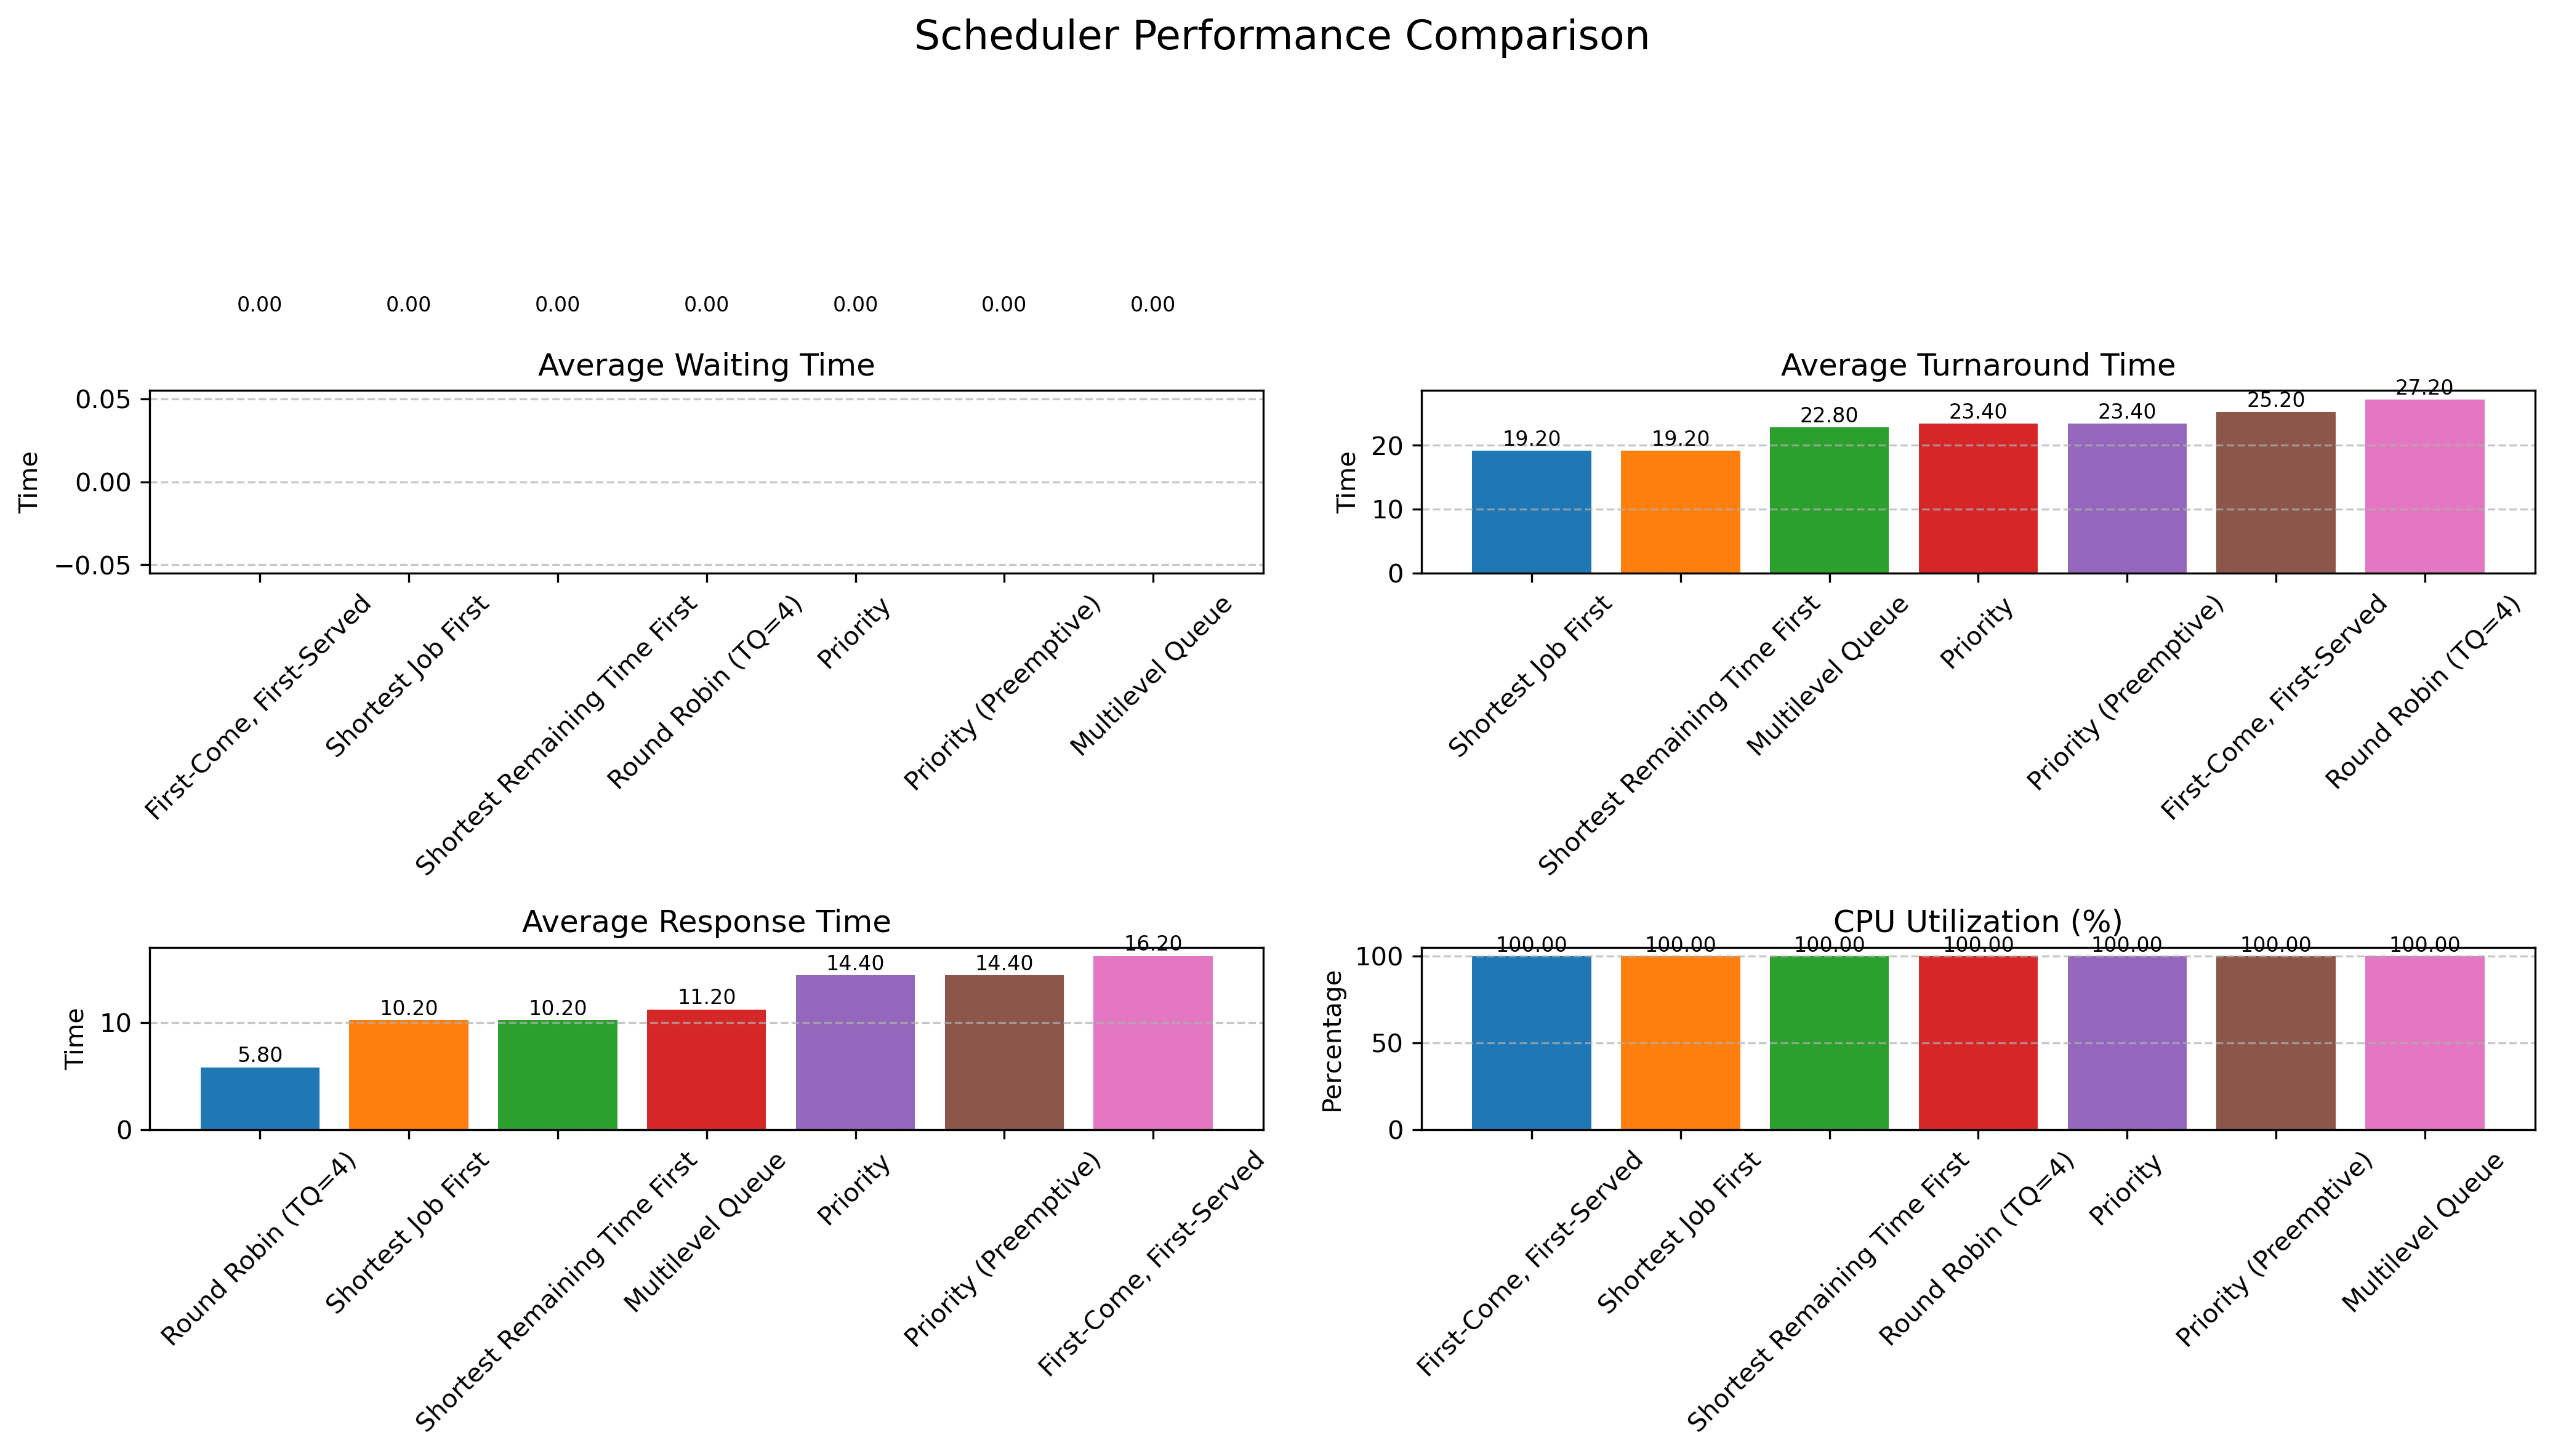 Scheduler Performance Comparison
0.00 0.00 0.00 0.00 0.00 0.00 0.00
Average Waiting Time
Time
0.05
0.00
−0.05
First-Come, First-Served
Shortest Job First
Shortest Remaining Time First
Round Robin (TQ=4)
Priority
Priority (Preemptive)
Multilevel Queue
Average Turnaround Time
Time
20
10
0
19.20 19.20 22.80 23.40 23.40 25.20 27.20
Shortest Job First
Shortest Remaining Time First
Multilevel Queue
Priority
Priority (Preemptive)
First-Come, First-Served
Round Robin (TQ=4)
Average Response Time
Time
10
0
5.80 10.20 10.20 11.20 14.40 14.40 16.20
Round Robin (TQ=4)
Shortest Job First
Shortest Remaining Time First
Multilevel Queue
Priority
Priority (Preemptive)
First-Come, First-Served
CPU Utilization (%)
Percentage
100
50
0
100.00 100.00 100.00 100.00 100.00 100.00 100.00
First-Come, First-Served
Shortest Job First
Shortest Remaining Time First
Round Robin (TQ=4)
Priority
Priority (Preemptive)
Multilevel Queue